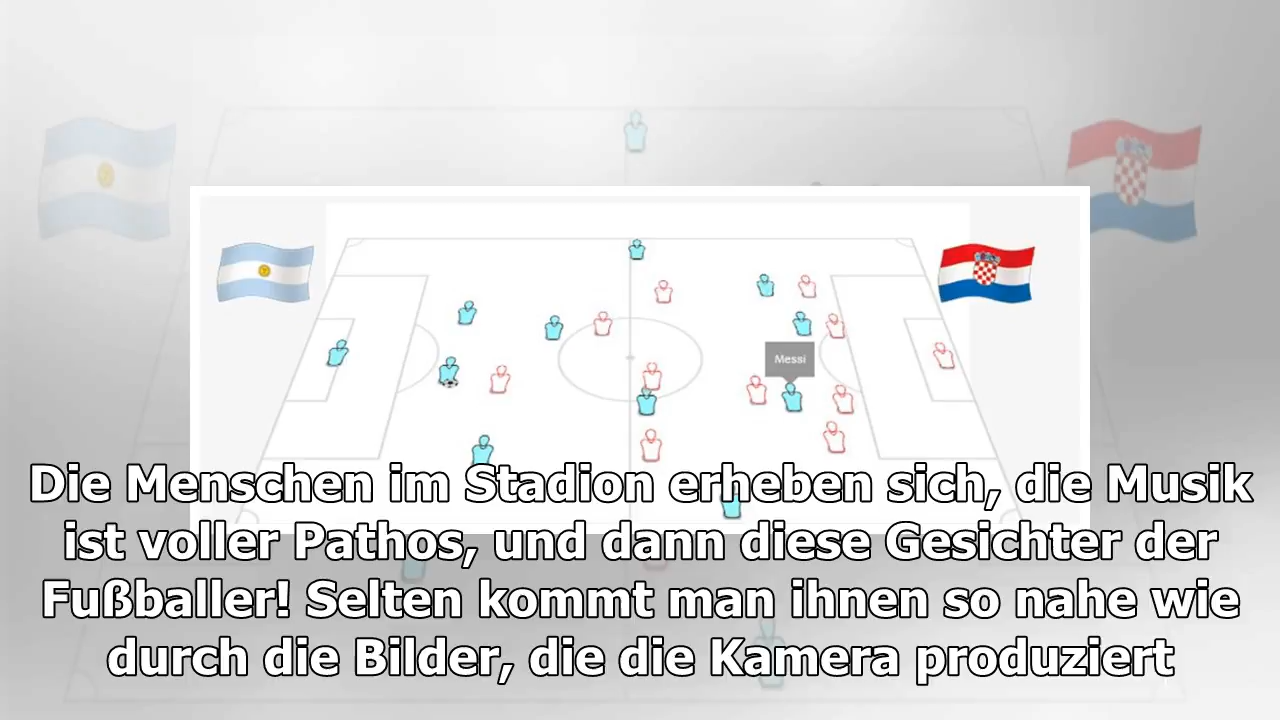 Messi
Die Menschen im Stadion erheben sich, die Musik
ist voller Pathos, und dann diese Gesichter der
Fußballer! Selten kommt man ihnen so nahe wie
durch die Bilder, die die Kamera produziert